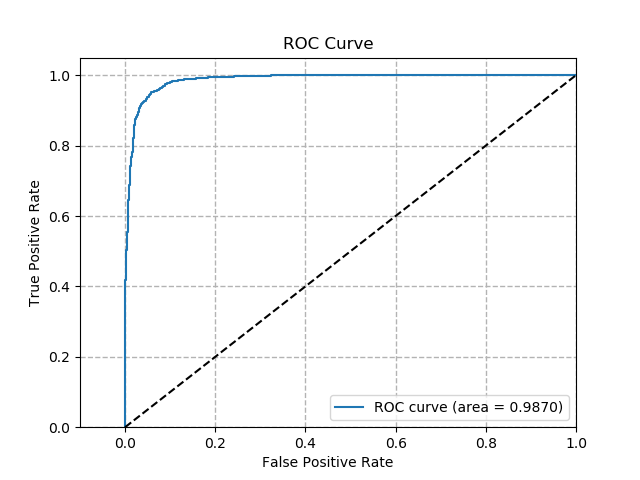 ROC Curve
True Positive Rate
1.0
0.8
0.6
0.4
0.2
0.0
ROC curve (area = 0.9870)
0.0 0.2 0.4 0.6 0.8 1.0
False Positive Rate